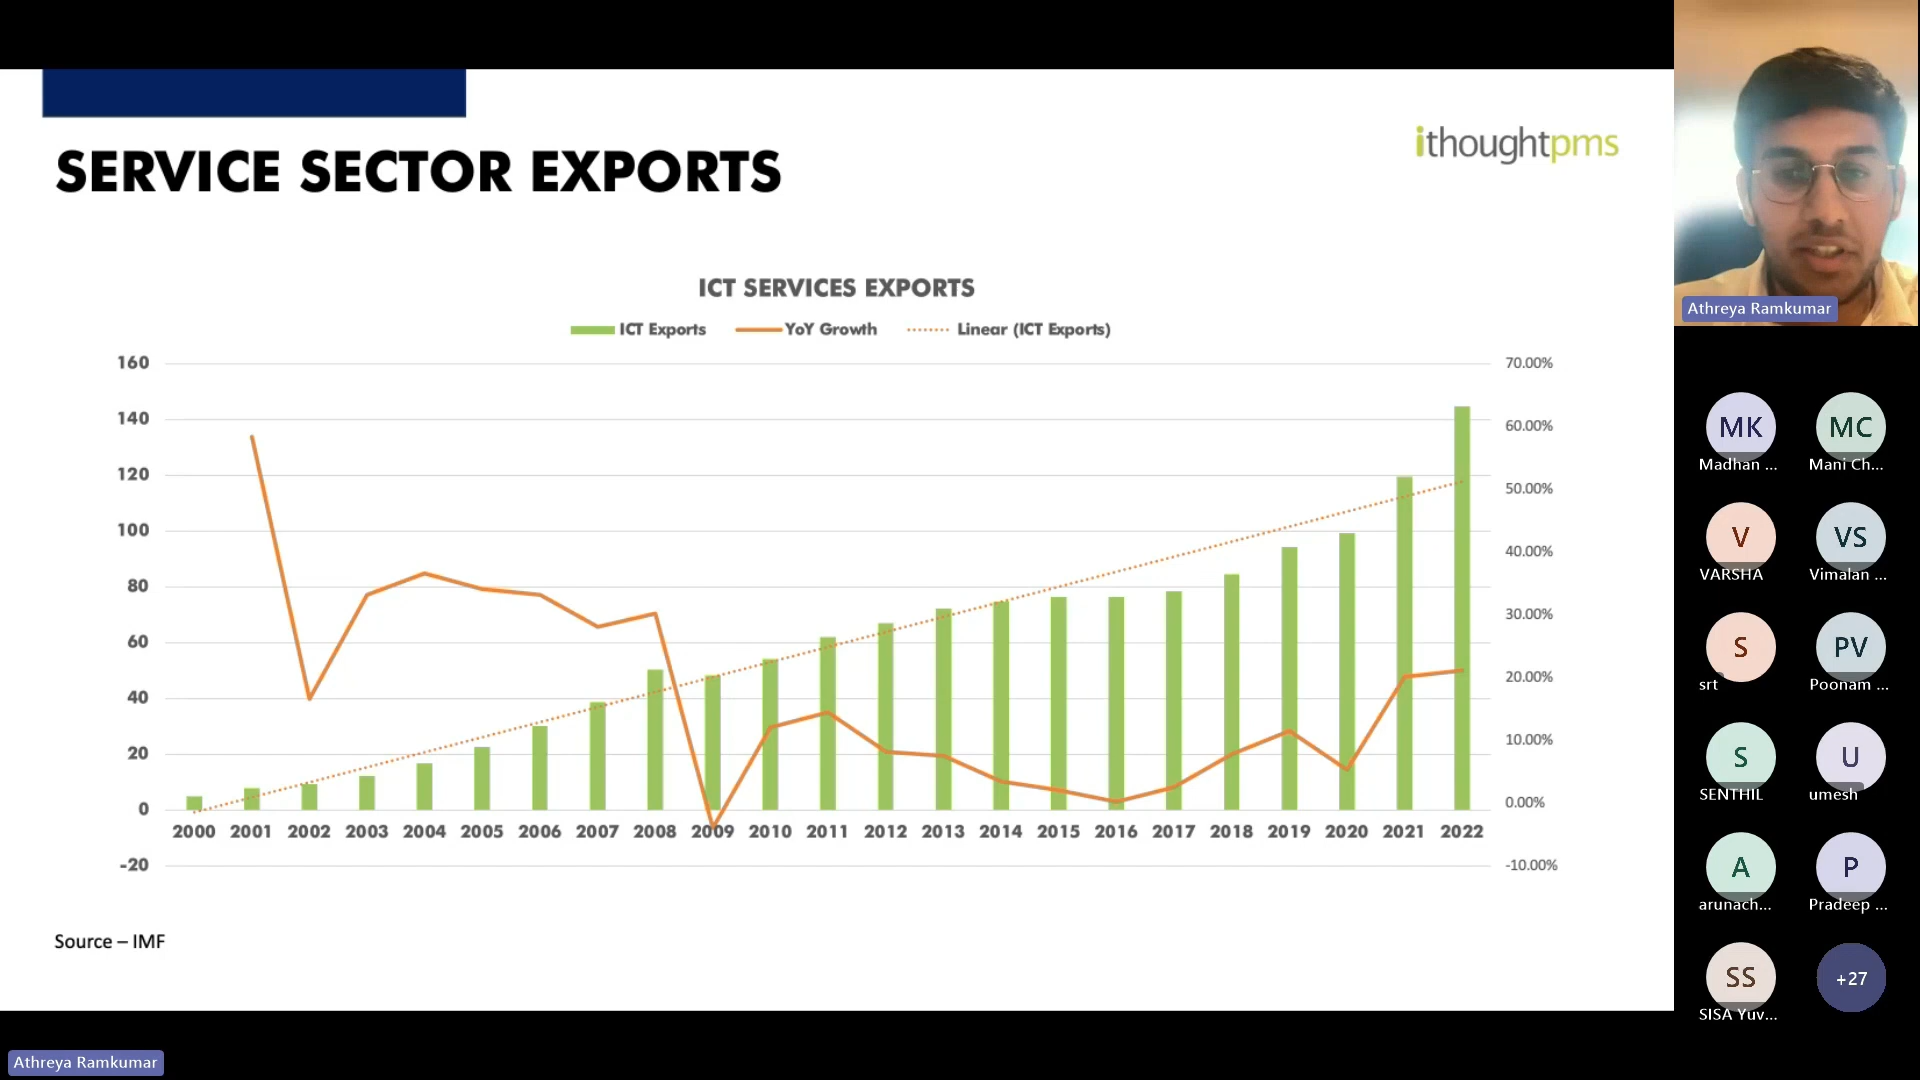 SERVICE SECTOR EXPORTS
ithoughtpms
ICT SERVICES EXPORTS
ICT Exports YoY Growth Linear (ICT Exports)
160 70.00%
140 60.00%
120 50.00%
100 40.00%
80 30.00%
60 20.00%
40 10.00%
20 0.00%
0 -10.00%
-20
2000 2001 2002 2003 2004 2005 2006 2007 2008 2009 2010 2011 2012 2013 2014 2015 2016 2017 2018 2019 2020 2021 2022
Source – IMF
Athreya Ramkumar
Athreya Ramkumar
MK MC
Madhan ... Mani Ch...
V VS
VARSHA Vimalan ...
S PV
srt Poonam ...
S U
SENTHIL umesh
A P
arunach... Pradeep ...
SS +27
SISA Yuv...